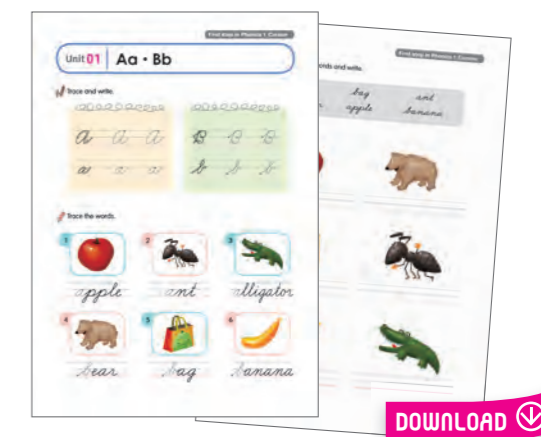 First Step in Phonics 1 Cursive
Unit 01 Aa • Bb
Trace and write.
A a a B B B
a a a b b b
Trace the words.
1 2 3
apple ant alligator
4 5 6
bear bag banana
First Step in Phonics 1 Cursive
and write.
bag ant
apple banana
DOWNLOAD